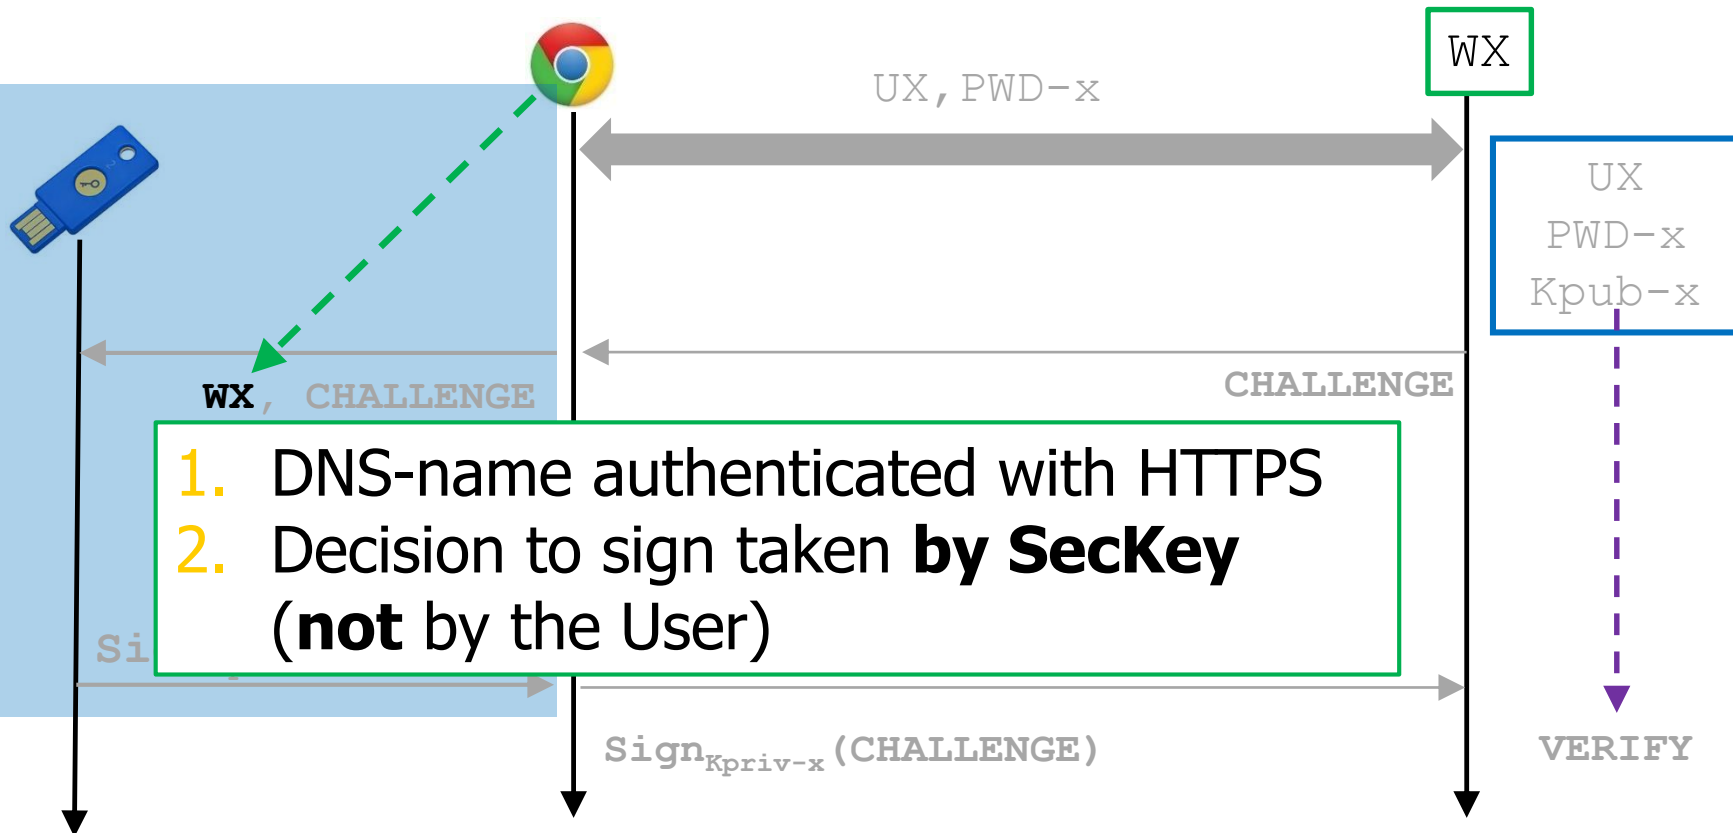 WX
UX,PWD-x
UX
PWD-x
Kpub-x
WX, CHALLENGE
CHALLENGE
1. DNS-name authenticated with HTTPS
2. Decision to sign taken by SecKey
(not by the User)
SignKpriv-x(CHALLENGE)
VERIFY